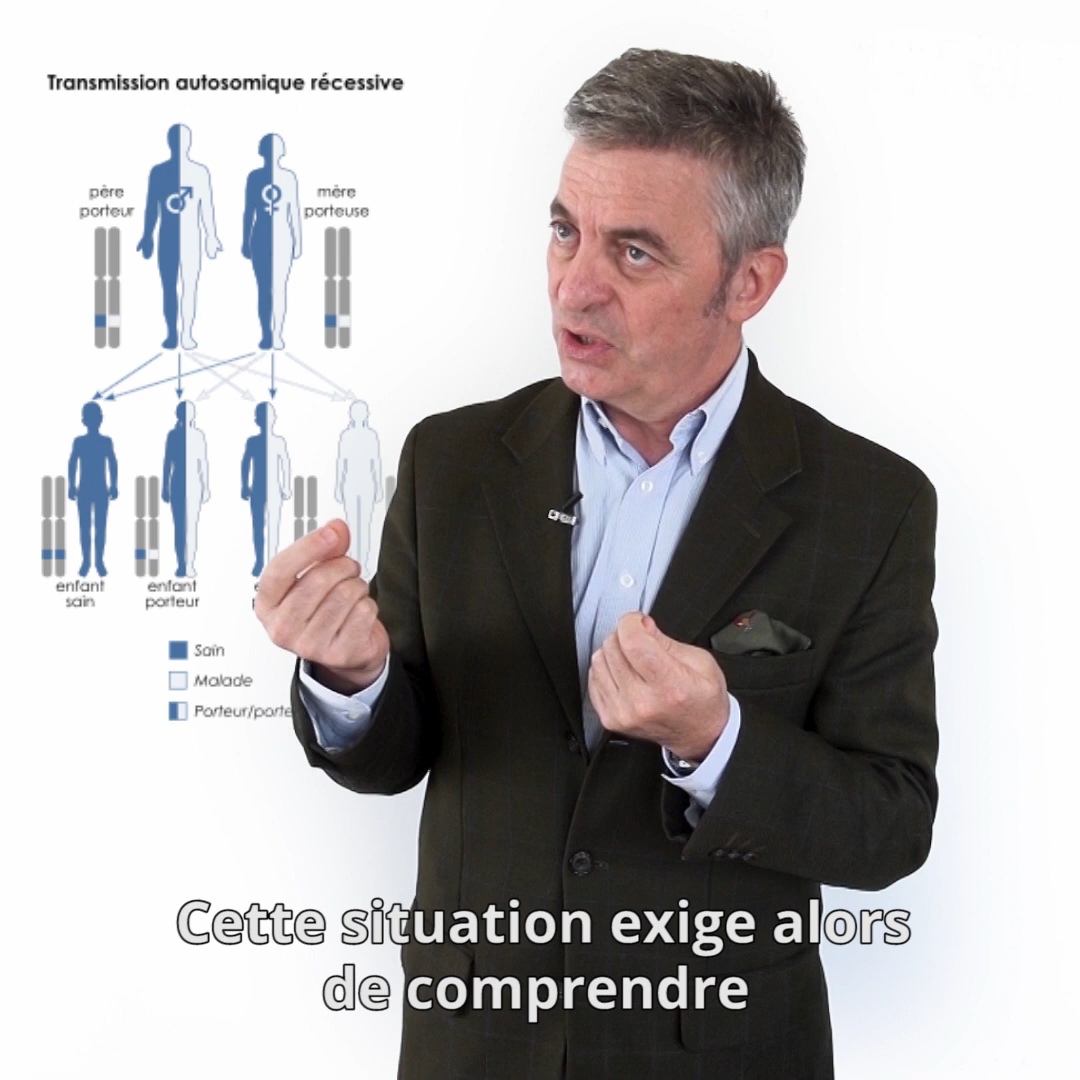 Transmission autosomique récessive
père
porteur
mère
porteuse
enfant
sain
enfant
porteur
Sain
Malade
Cette situation exige alors
de comprendre